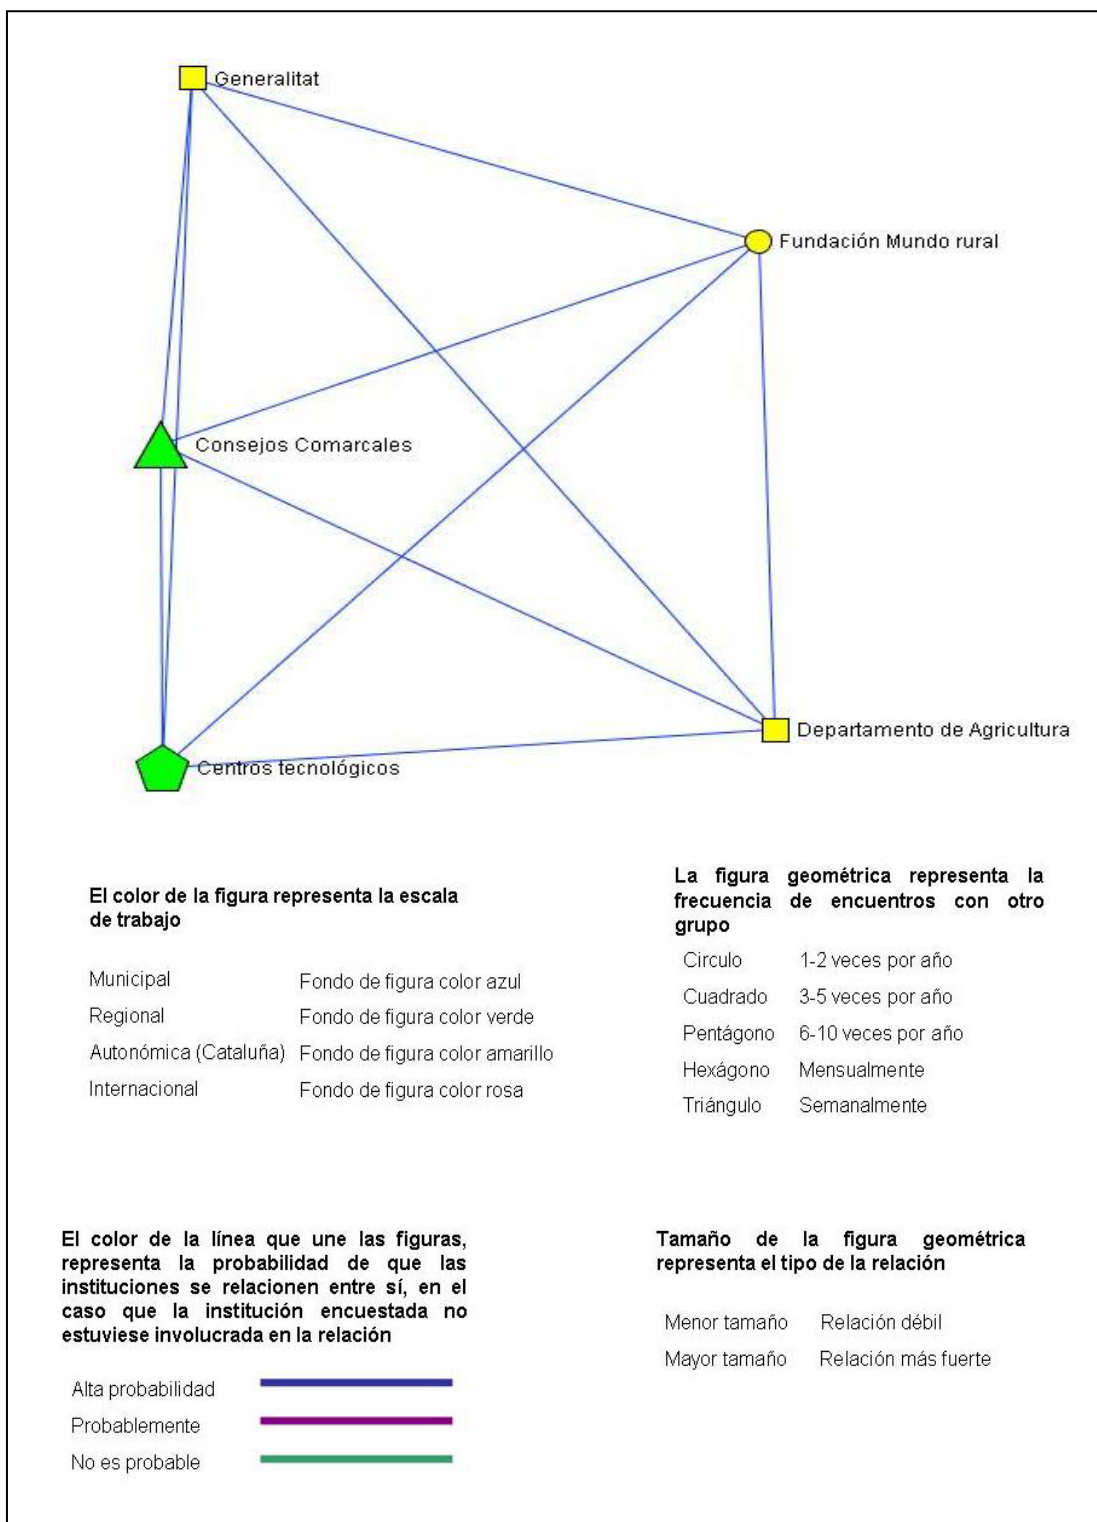 Generalitat
Fundación Mundo rural
Consejos Comarcales
Departamento de Agricultura
Centros tecnológicos
El color de la figura representa la escala
de trabajo
Municipal Fondo de figura color azul
Regional Fondo de figura color verde
Autonómica (Cataluña) Fondo de figura color amarillo
Internacional Fondo de figura color rosa
La figura geométrica representa la
frecuencia de encuentros con otro
grupo
Circulo 1-2 veces por año
Cuadrado 3-5 veces por año
Pentágono 6-10 veces por año
Hexágono Mensualmente
Triángulo Semanalmente
El color de la línea que une las figuras,
representa la probabilidad de que las
instituciones se relacionen entre sí, en el
caso que la institución encuestada no
estuviese involucrada en la relación
Alta probabilidad
Probablemente
No es probable
Tamaño de la figura geométrica
representa el tipo de la relación
Menor tamaño Relación débil
Mayor tamaño Relación más fuerte